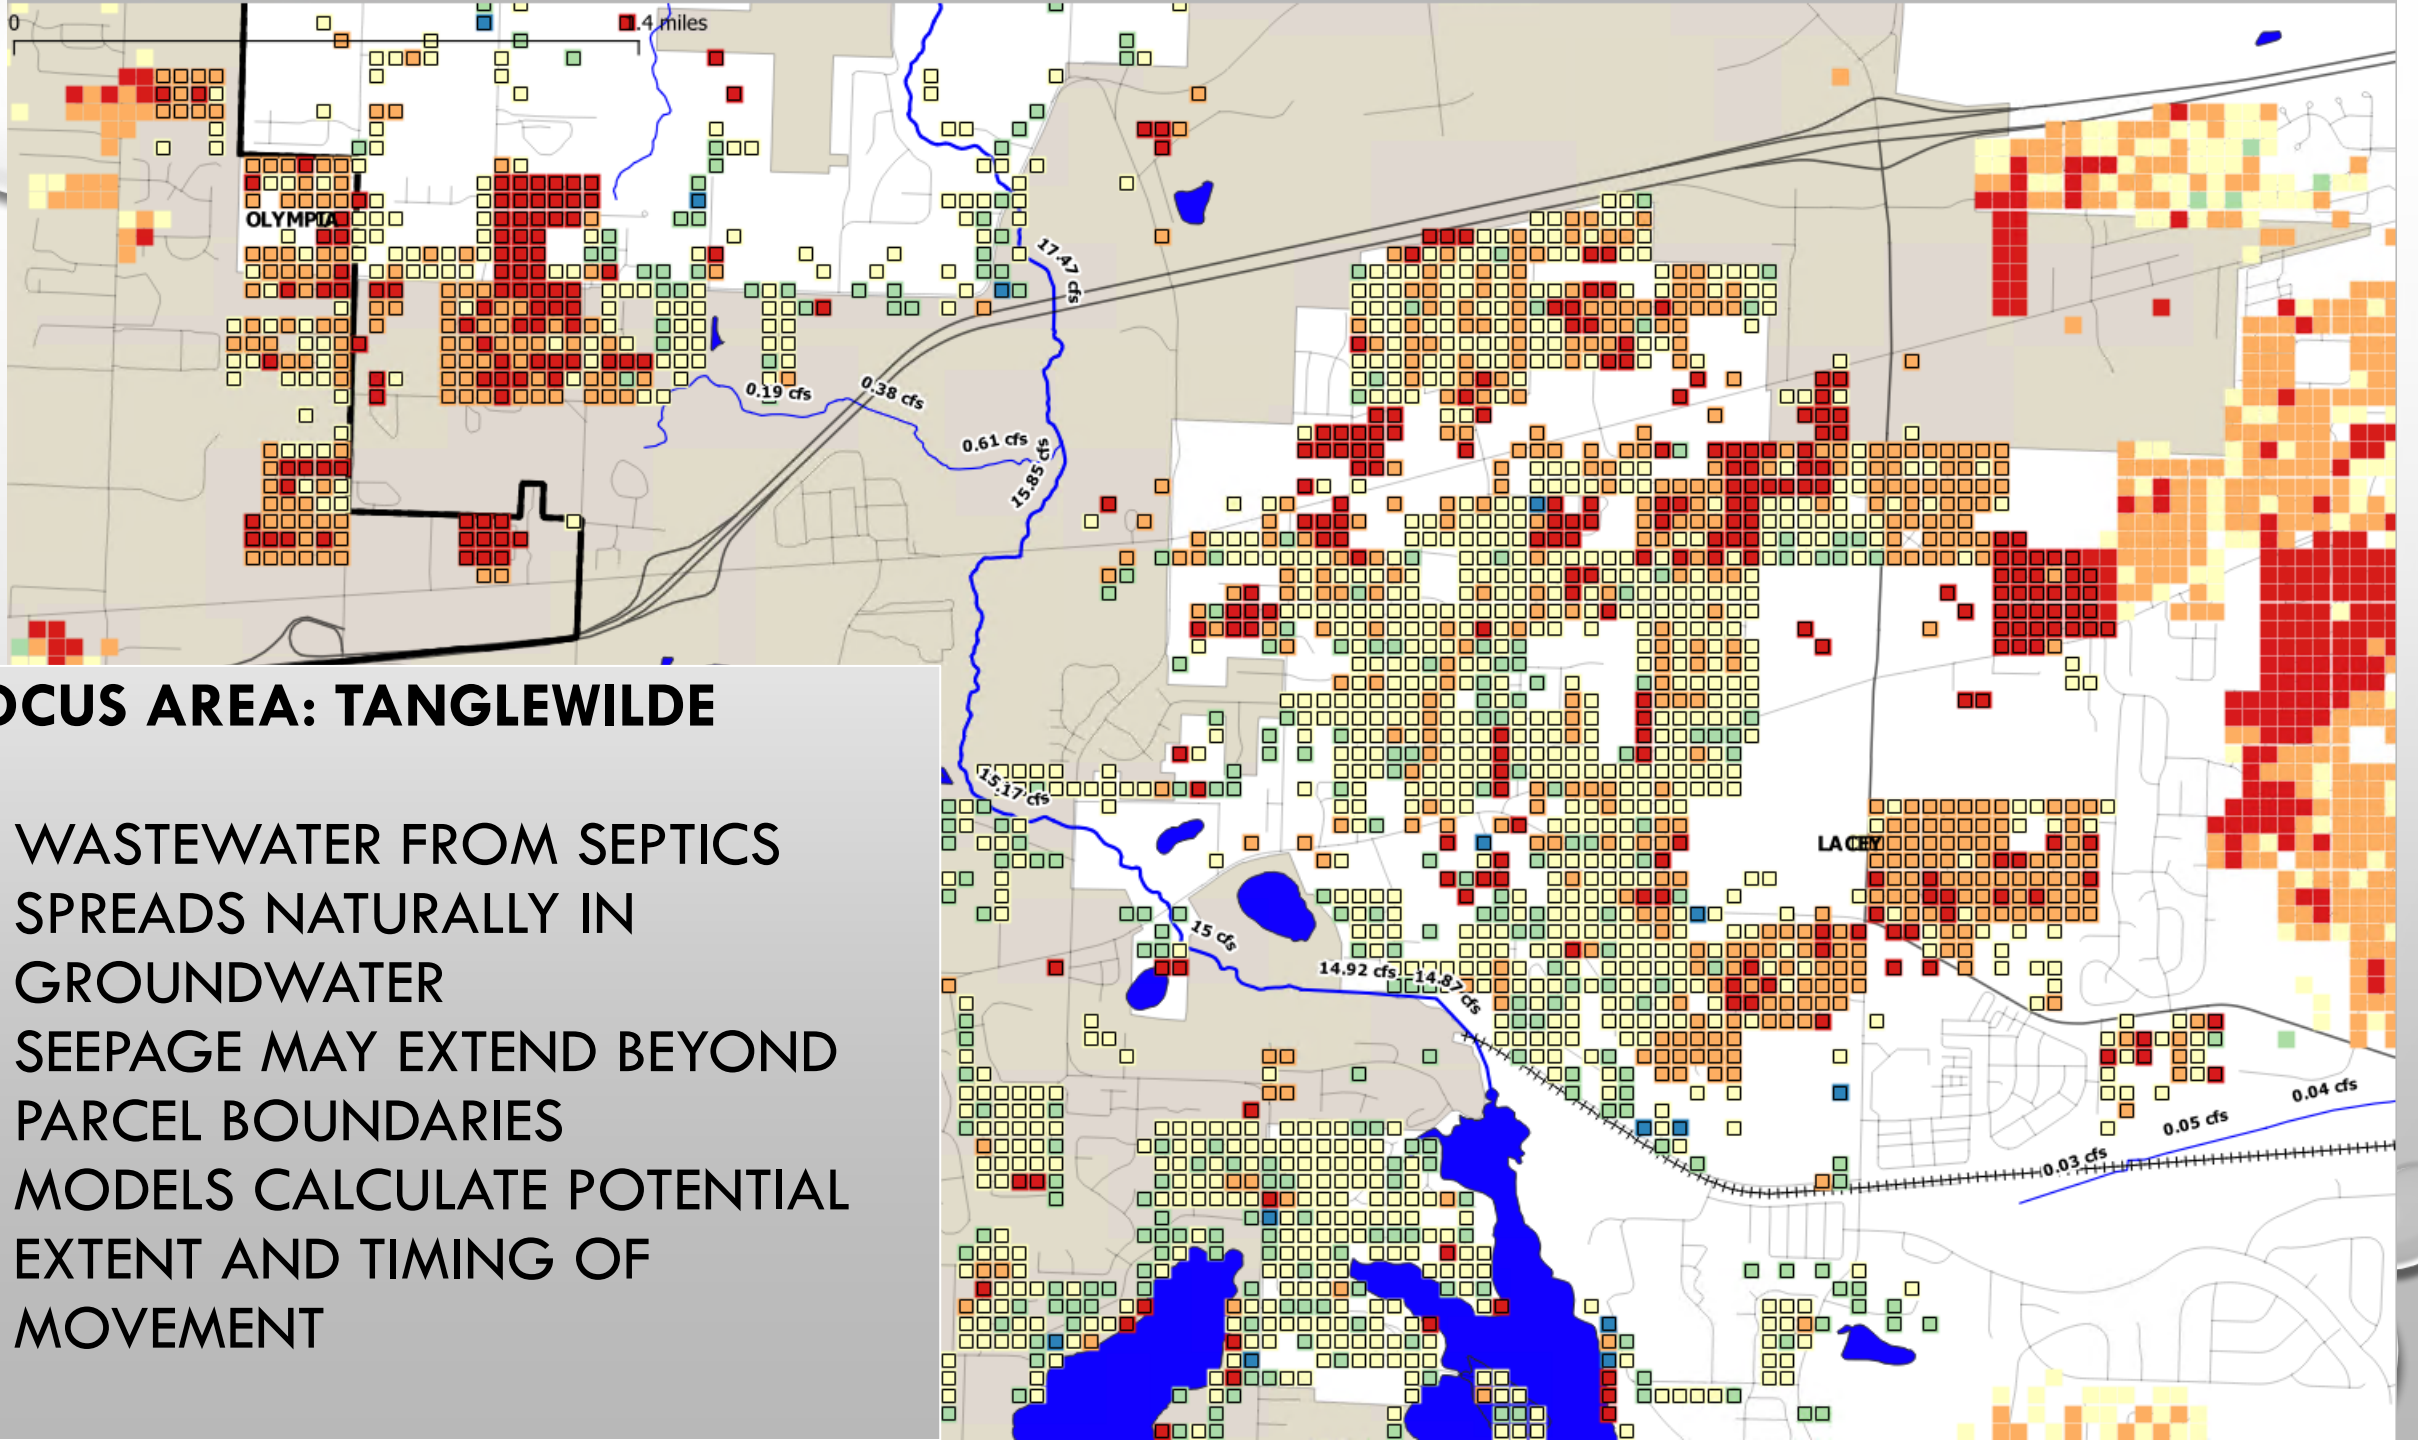 0
1.4 miles
OLYMPIA
17.47 cfs
0.19 cfs
0.38 cfs
0.61 cfs
15.85 cfs
OCUS AREA: TANGLEWILDE
15.17 cfs
WASTEWATER FROM SEPTICS
SPREADS NATURALLY IN
GROUNDWATER
SEEPAGE MAY EXTEND BEYOND
PARCEL BOUNDARIES
MODELS CALCULATE POTENTIAL
EXTENT AND TIMING OF
MOVEMENT
LACEY
15 cfs
14.92 cfs
14.87 cfs
0.04 cfs
0.05 cfs
0.03 cfs